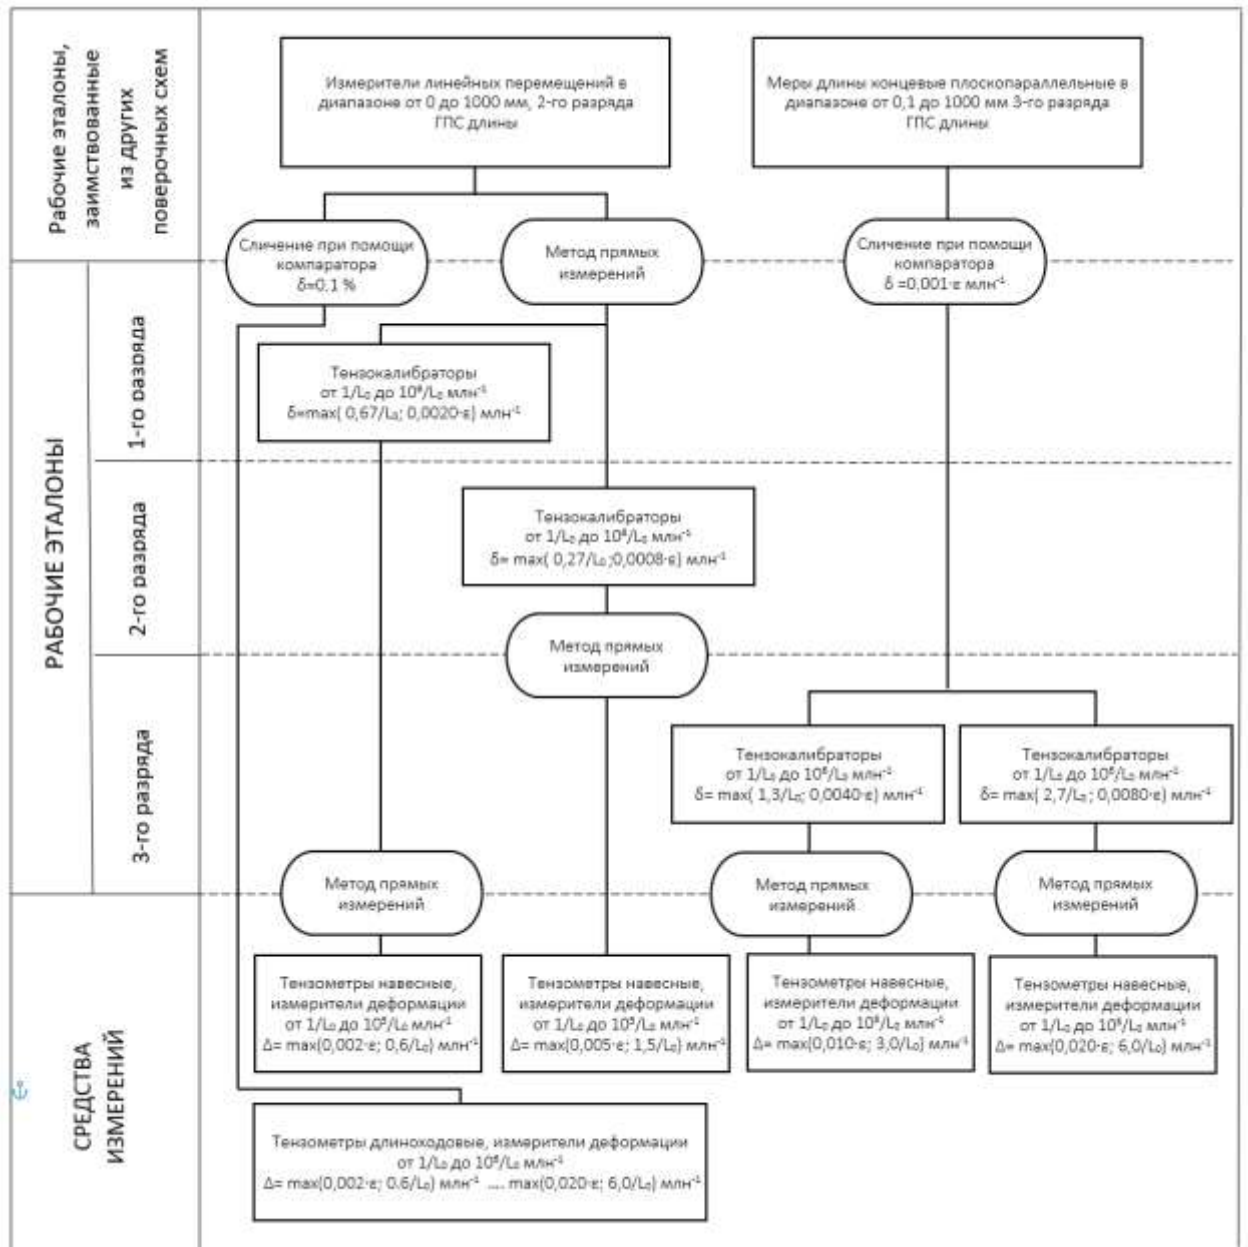 Рабочие эталоны,
заимствованные
из других
поверочных схем
Измерители линейных перемещений в
диапазоне от 0 до 1000 мм, 2-го разряда
ГПС длины
Меры длины концевые плоскопараллельные в
диапазоне от 0,1 до 1000 мм 3-го разряда
ГПС длины
Сличение при помощи
компаратора
δ=0,1 %
Метод прямых
измерений
Сличение при помощи
компаратора
δ =0,001·ε млн⁻¹
РАБОЧИЕ ЭТАЛОНЫ
1-го разряда
Тензокалибраторы
от 1/L₀ до 10⁶/L₀ млн⁻¹
δ=max( 0,67/L₀; 0,0020·ε) млн⁻¹
2-го разряда
Тензокалибраторы
от 1/L₀ до 10⁶/L₀ млн⁻¹
δ= max( 0,27/L₀ ;0,0008·ε) млн⁻¹
Метод прямых
измерений
3-го разряда
Тензокалибраторы
от 1/L₀ до 10⁶/L₀ млн⁻¹
δ= max( 1,3/L₀; 0,0040·ε) млн⁻¹
Тензокалибраторы
от 1/L₀ до 10⁶/L₀ млн⁻¹
δ= max( 2,7/L₀ ; 0,0080·ε) млн⁻¹
Метод прямых
измерений
Метод прямых
измерений
Метод прямых
измерений
СРЕДСТВА
ИЗМЕРЕНИЙ
Тензометры навесные,
измерители деформации
от 1/L₀ до 10⁵/L₀ млн⁻¹
Δ= max(0,002·ε; 0,6/L₀) млн⁻¹
Тензометры навесные,
измерители деформации
от 1/L₀ до 10⁵/L₀ млн⁻¹
Δ= max(0,005·ε; 1,5/L₀) млн⁻¹
Тензометры навесные,
измерители деформации
от 1/L₀ до 10⁶/L₀ млн⁻¹
Δ= max(0,010·ε; 3,0/L₀) млн⁻¹
Тензометры навесные,
измерители деформации
от 1/L₀ до 10⁶/L₀ млн⁻¹
Δ= max(0,020·ε; 6,0/L₀) млн⁻¹
Тензометры длиноходовые, измерители деформации
от 1/L₀ до 10⁶/L₀ млн⁻¹
Δ= max(0,002·ε; 0.6/L₀) млн⁻¹ .... max(0,020·ε; 6,0/L₀) млн⁻¹